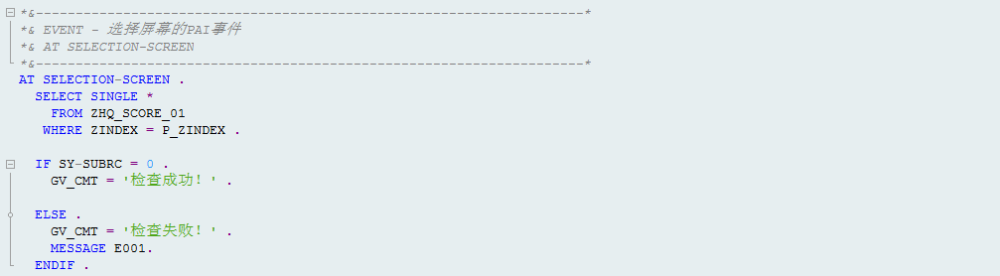 *&---------------------------------------------------------------------*
*& EVENT - 选择屏幕的PAI事件
*& AT SELECTION-SCREEN
*&---------------------------------------------------------------------*
AT SELECTION-SCREEN .
SELECT SINGLE *
FROM ZHQ_SCORE_01
WHERE ZINDEX = P_ZINDEX .
IF SY-SUBRC = 0 .
GV_CMT = '检查成功！' .
ELSE .
GV_CMT = '检查失败！' .
MESSAGE E001.
ENDIF .